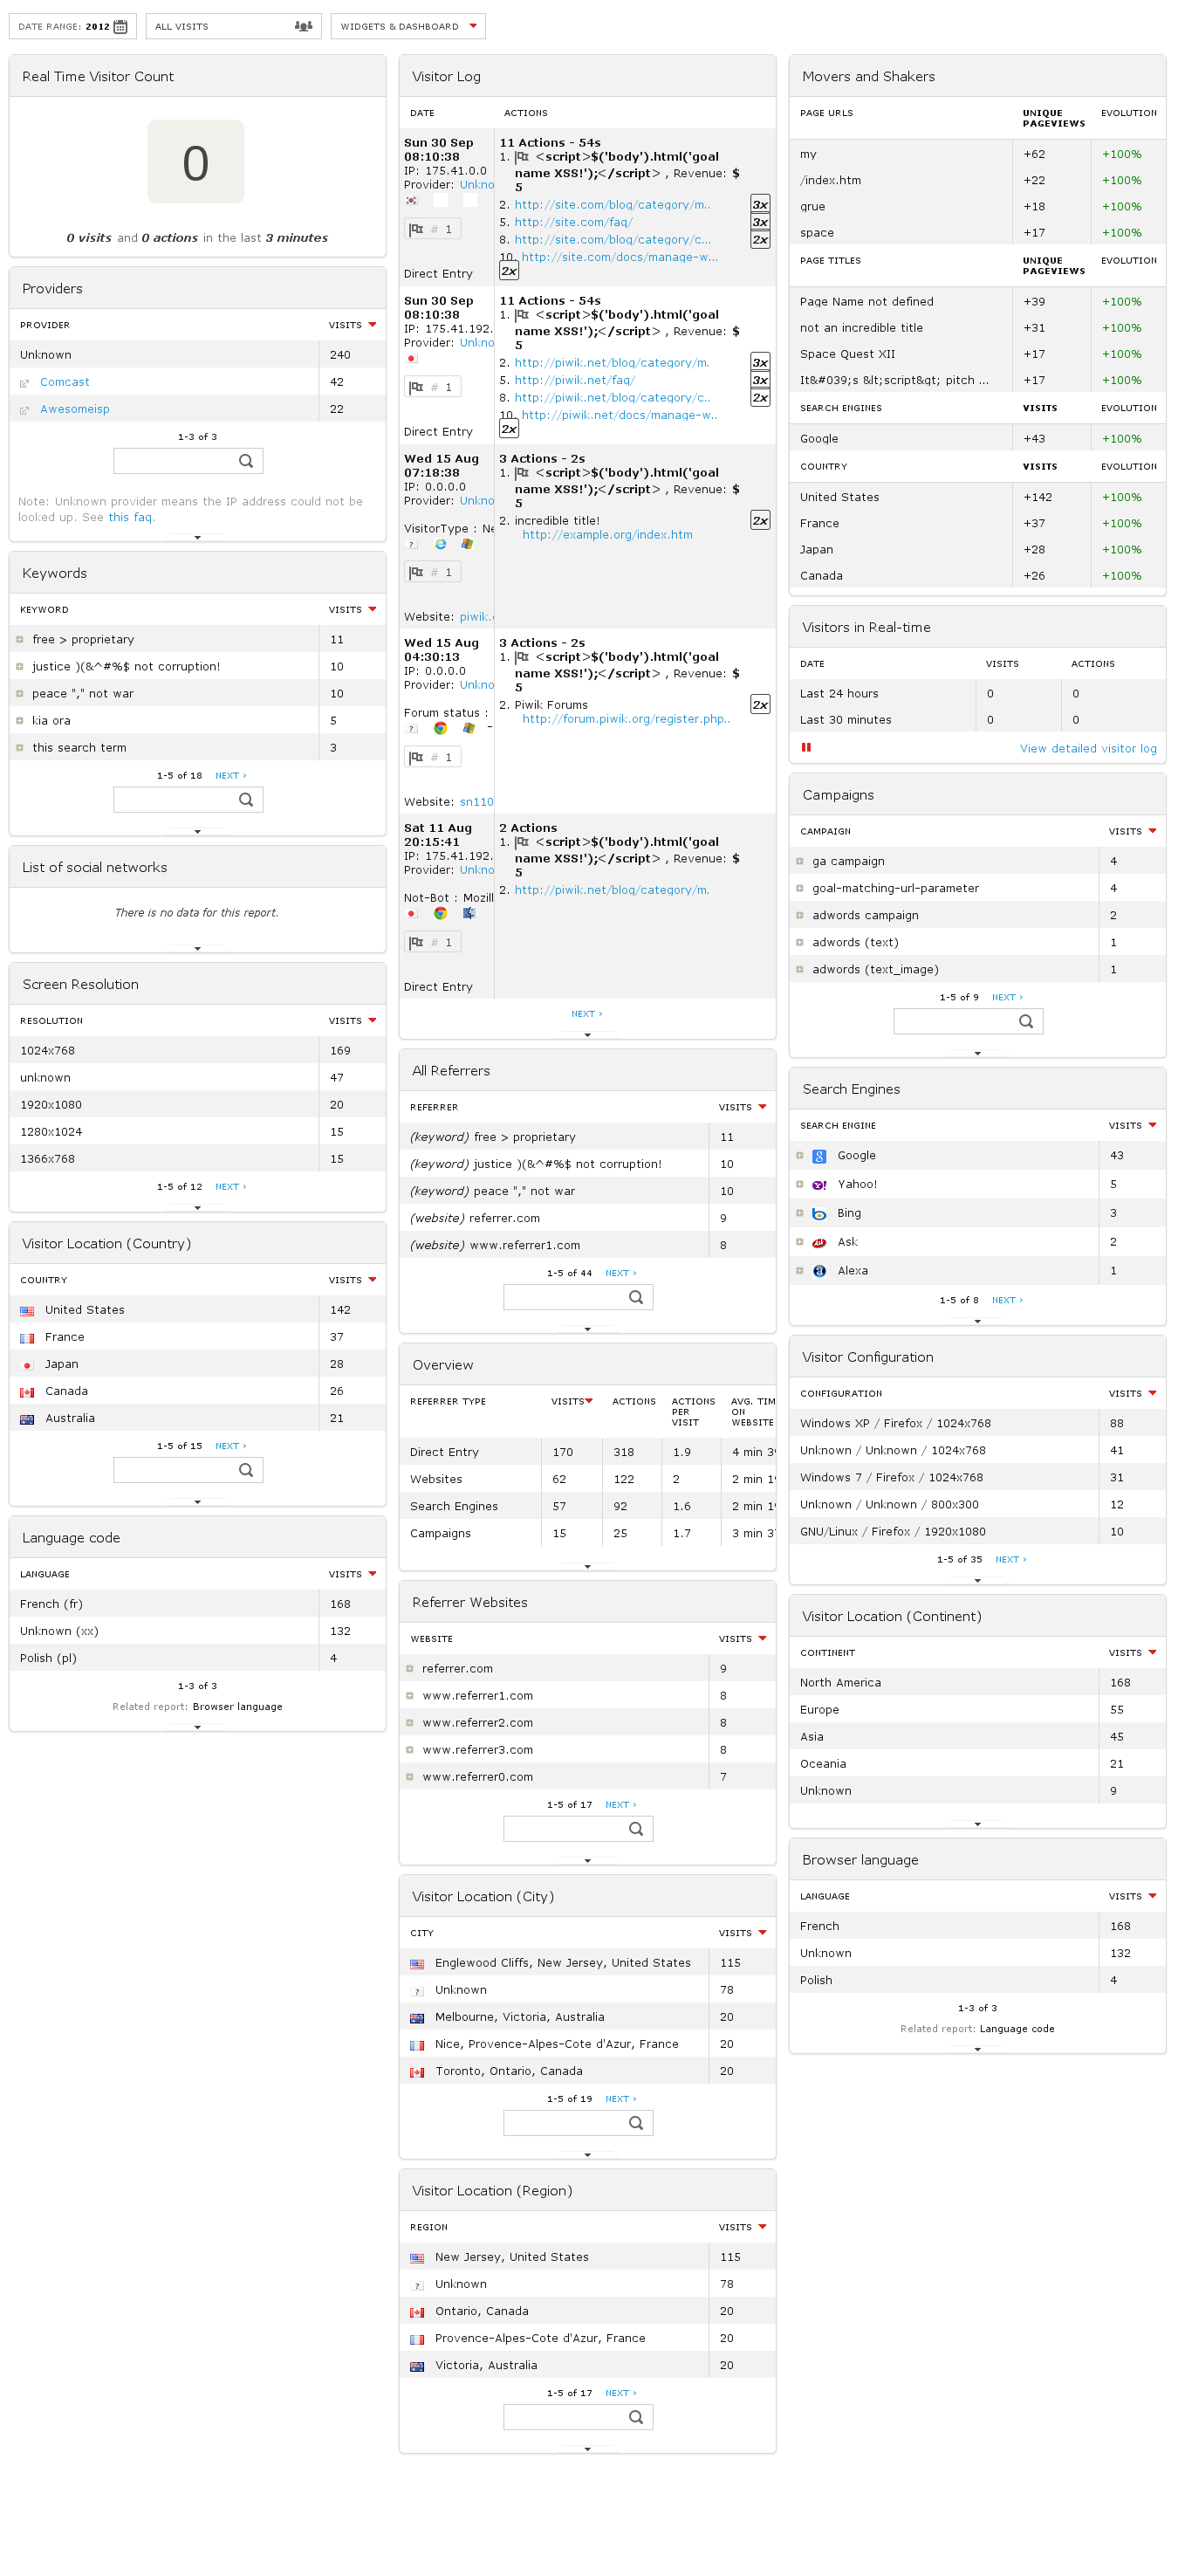 DATE RANGE: 2012
ALL VISITS
WIDGETS & DASHBOARD
Real Time Visitor Count
0
0 visits and 0 actions in the last 3 minutes
Providers
PROVIDER VISITS
Unknown 240
Comcast 42
Awesomeisp 22
1-3 of 3
Note: Unknown provider means the IP address could not be
looked up. See this faq.
Keywords
KEYWORD VISITS
free > proprietary 11
justice )(&^#%$ not corruption! 10
peace "," not war 10
kia ora 5
this search term 3
1-5 of 18 NEXT ›
List of social networks
There is no data for this report.
Screen Resolution
RESOLUTION VISITS
1024x768 169
unknown 47
1920x1080 20
1280x1024 15
1366x768 15
1-5 of 12 NEXT ›
Visitor Location (Country)
COUNTRY VISITS
United States 142
France 37
Japan 28
Canada 26
Australia 21
1-5 of 15 NEXT ›
Language code
LANGUAGE VISITS
French (fr) 168
Unknown (xx) 132
Polish (pl) 4
1-3 of 3
Related report: Browser language
Visitor Log
DATE ACTIONS
Sun 30 Sep
08:10:38
IP: 175.41.0.0
Provider: Unkno
# 1
Direct Entry
11 Actions - 54s
1. <script>$('body').html('goal
name XSS!');</script> , Revenue: $
5
2. http://site.com/blog/category/m.. 3x
5. http://site.com/faq/ 3x
8. http://site.com/blog/category/c... 2x
10. http://site.com/docs/manage-w...
2x
Sun 30 Sep
08:10:38
IP: 175.41.192.
Provider: Unkno
# 1
Direct Entry
11 Actions - 54s
1. <script>$('body').html('goal
name XSS!');</script> , Revenue: $
5
2. http://piwik.net/blog/category/m. 3x
5. http://piwik.net/faq/ 3x
8. http://piwik.net/blog/category/c.. 2x
10. http://piwik.net/docs/manage-w..
2x
Wed 15 Aug
07:18:38
IP: 0.0.0.0
Provider: Unkno
VisitorType : Ne
# 1
Website: piwik.
3 Actions - 2s
1. <script>$('body').html('goal
name XSS!');</script> , Revenue: $
5
2. incredible title! 2x
http://example.org/index.htm
Wed 15 Aug
04:30:13
IP: 0.0.0.0
Provider: Unkno
Forum status :
-
# 1
Website: sn110
3 Actions - 2s
1. <script>$('body').html('goal
name XSS!');</script> , Revenue: $
5
2. Piwik Forums 2x
http://forum.piwik.org/register.php..
Sat 11 Aug
20:15:41
IP: 175.41.192.
Provider: Unkno
Not-Bot : Mozill
# 1
Direct Entry
2 Actions
1. <script>$('body').html('goal
name XSS!');</script> , Revenue: $
5
2. http://piwik.net/blog/category/m.
NEXT ›
All Referrers
REFERRER VISITS
(keyword) free > proprietary 11
(keyword) justice )(&^#%$ not corruption! 10
(keyword) peace "," not war 10
(website) referrer.com 9
(website) www.referrer1.com 8
1-5 of 44 NEXT ›
Overview
REFERRER TYPE VISITS ACTIONS ACTIONS PER VISIT AVG. TIM ON WEBSITE
Direct Entry 170 318 1.9 4 min 39
Websites 62 122 2 2 min 19
Search Engines 57 92 1.6 2 min 19
Campaigns 15 25 1.7 3 min 37
Referrer Websites
WEBSITE VISITS
referrer.com 9
www.referrer1.com 8
www.referrer2.com 8
www.referrer3.com 8
www.referrer0.com 7
1-5 of 17 NEXT ›
Visitor Location (City)
CITY VISITS
Englewood Cliffs, New Jersey, United States 115
Unknown 78
Melbourne, Victoria, Australia 20
Nice, Provence-Alpes-Cote d'Azur, France 20
Toronto, Ontario, Canada 20
1-5 of 19 NEXT ›
Visitor Location (Region)
REGION VISITS
New Jersey, United States 115
Unknown 78
Ontario, Canada 20
Provence-Alpes-Cote d'Azur, France 20
Victoria, Australia 20
1-5 of 17 NEXT ›
Movers and Shakers
PAGE URLS UNIQUE PAGEVIEWS EVOLUTION
my +62 +100%
/index.htm +22 +100%
grue +18 +100%
space +17 +100%
PAGE TITLES UNIQUE PAGEVIEWS EVOLUTION
Page Name not defined +39 +100%
not an incredible title +31 +100%
Space Quest XII +17 +100%
It&#039;s &lt;script&gt; pitch ... +17 +100%
SEARCH ENGINES VISITS EVOLUTION
Google +43 +100%
COUNTRY VISITS EVOLUTION
United States +142 +100%
France +37 +100%
Japan +28 +100%
Canada +26 +100%
Visitors in Real-time
DATE VISITS ACTIONS
Last 24 hours 0 0
Last 30 minutes 0 0
View detailed visitor log
Campaigns
CAMPAIGN VISITS
ga campaign 4
goal-matching-url-parameter 4
adwords campaign 2
adwords (text) 1
adwords (text_image) 1
1-5 of 9 NEXT ›
Search Engines
SEARCH ENGINE VISITS
Google 43
Yahoo! 5
Bing 3
Ask 2
Alexa 1
1-5 of 8 NEXT ›
Visitor Configuration
CONFIGURATION VISITS
Windows XP / Firefox / 1024x768 88
Unknown / Unknown / 1024x768 41
Windows 7 / Firefox / 1024x768 31
Unknown / Unknown / 800x300 12
GNU/Linux / Firefox / 1920x1080 10
1-5 of 35 NEXT ›
Visitor Location (Continent)
CONTINENT VISITS
North America 168
Europe 55
Asia 45
Oceania 21
Unknown 9
Browser language
LANGUAGE VISITS
French 168
Unknown 132
Polish 4
1-3 of 3
Related report: Language code